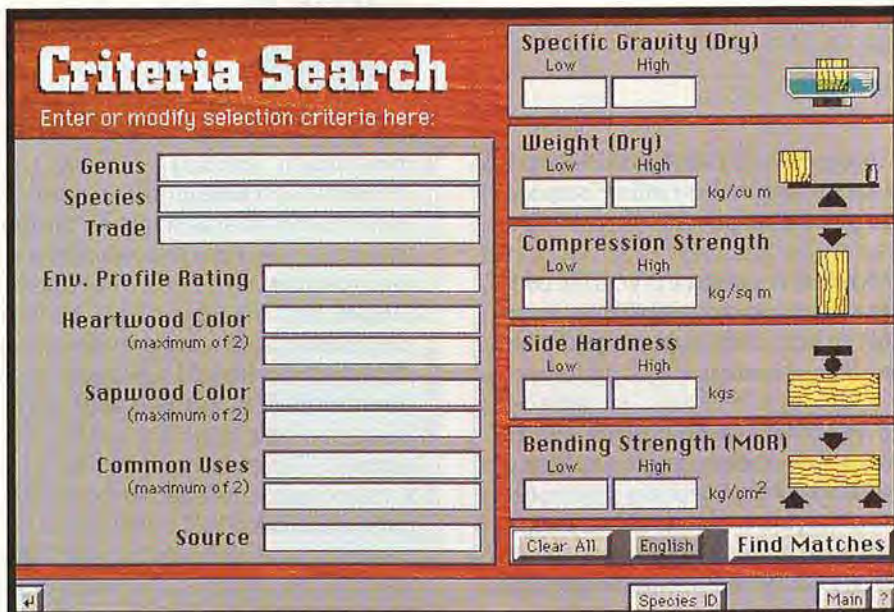 Criteria Search
Enter or modify selection criteria here:
Genus
Species
Trade
Env. Profile Rating
Heartwood Color
(maximum of 2)
Sapwood Color
(maximum of 2)
Common Uses
(maximum of 2)
Source
Specific Gravity (Dry)
Low High
Weight (Dry)
Low High
kg/cu m
Compression Strength
Low High
kg/sq m
Side Hardness
Low High
kgs
Bending Strength (MOR)
Low High
kg/cm²
Clear All English Find Matches
Species ID Main ?